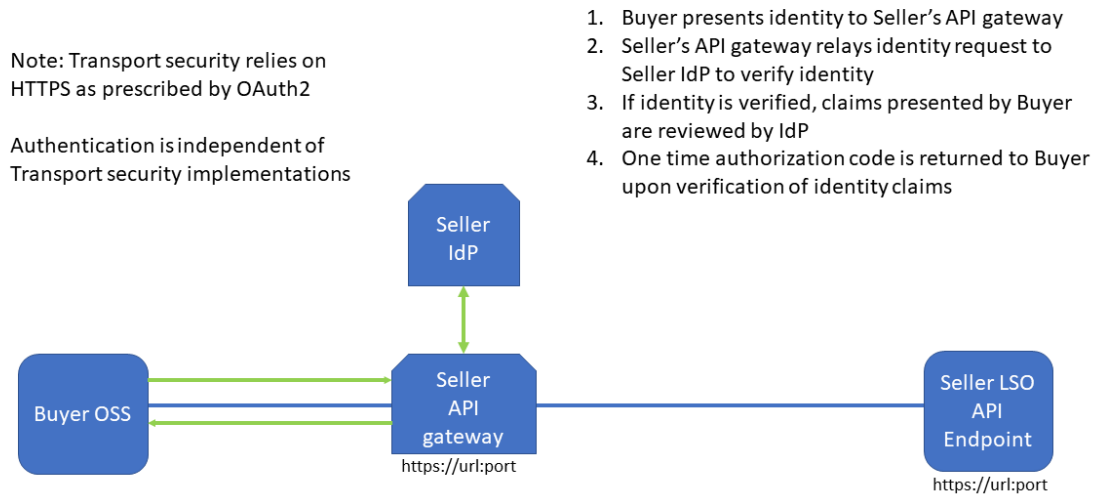 Note: Transport security relies on
HTTPS as prescribed by OAuth2
Authentication is independent of
Transport security implementations
1. Buyer presents identity to Seller's API gateway
2. Seller's API gateway relays identity request to
Seller IdP to verify identity
3. If identity is verified, claims presented by Buyer
are reviewed by IdP
4. One time authorization code is returned to Buyer
upon verification of identity claims
Seller
IdP
Buyer OSS
Seller
API
gateway
https://url:port
Seller LSO
API
Endpoint
https://url:port